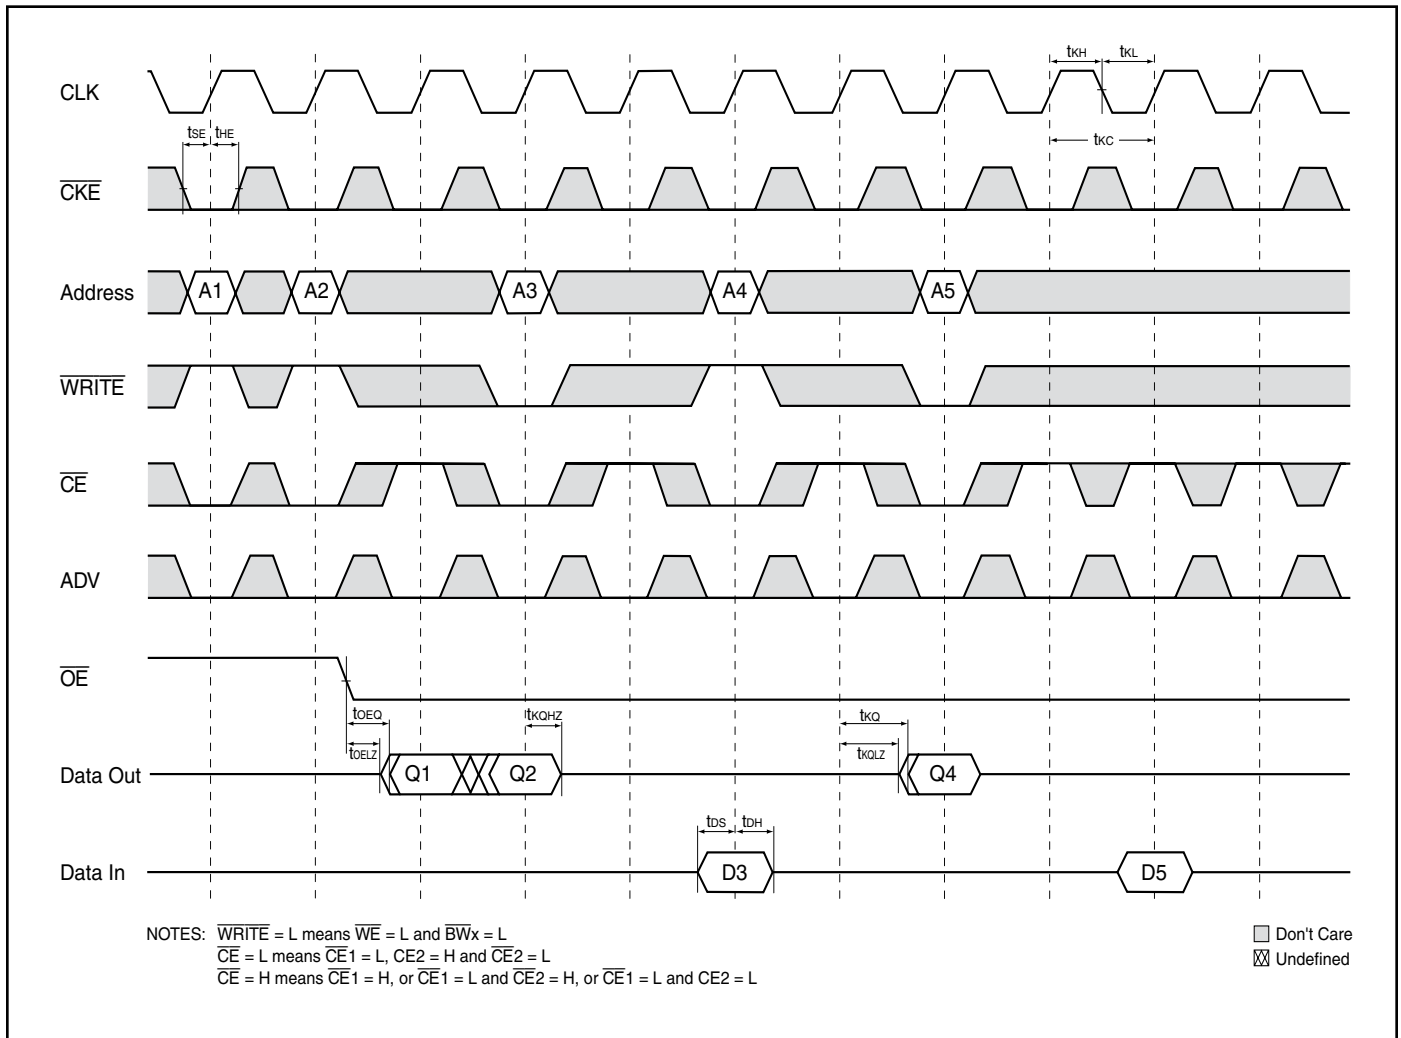 tKH tKL
CLK
tSE tHE
tKC
CKE
Address A1 A2 A3 A4 A5
WRITE
CE
ADV
OE
tOEQ tKQHZ tKQ
tOELZ tKQLZ
Data Out Q1 Q2 Q4
tDS tDH
Data In D3 D5
NOTES: WRITE = L means WE = L and BWx = L
CE = L means CE1 = L, CE2 = H and CE2 = L
CE = H means CE1 = H, or CE1 = L and CE2 = H, or CE1 = L and CE2 = L
Don't Care
Undefined